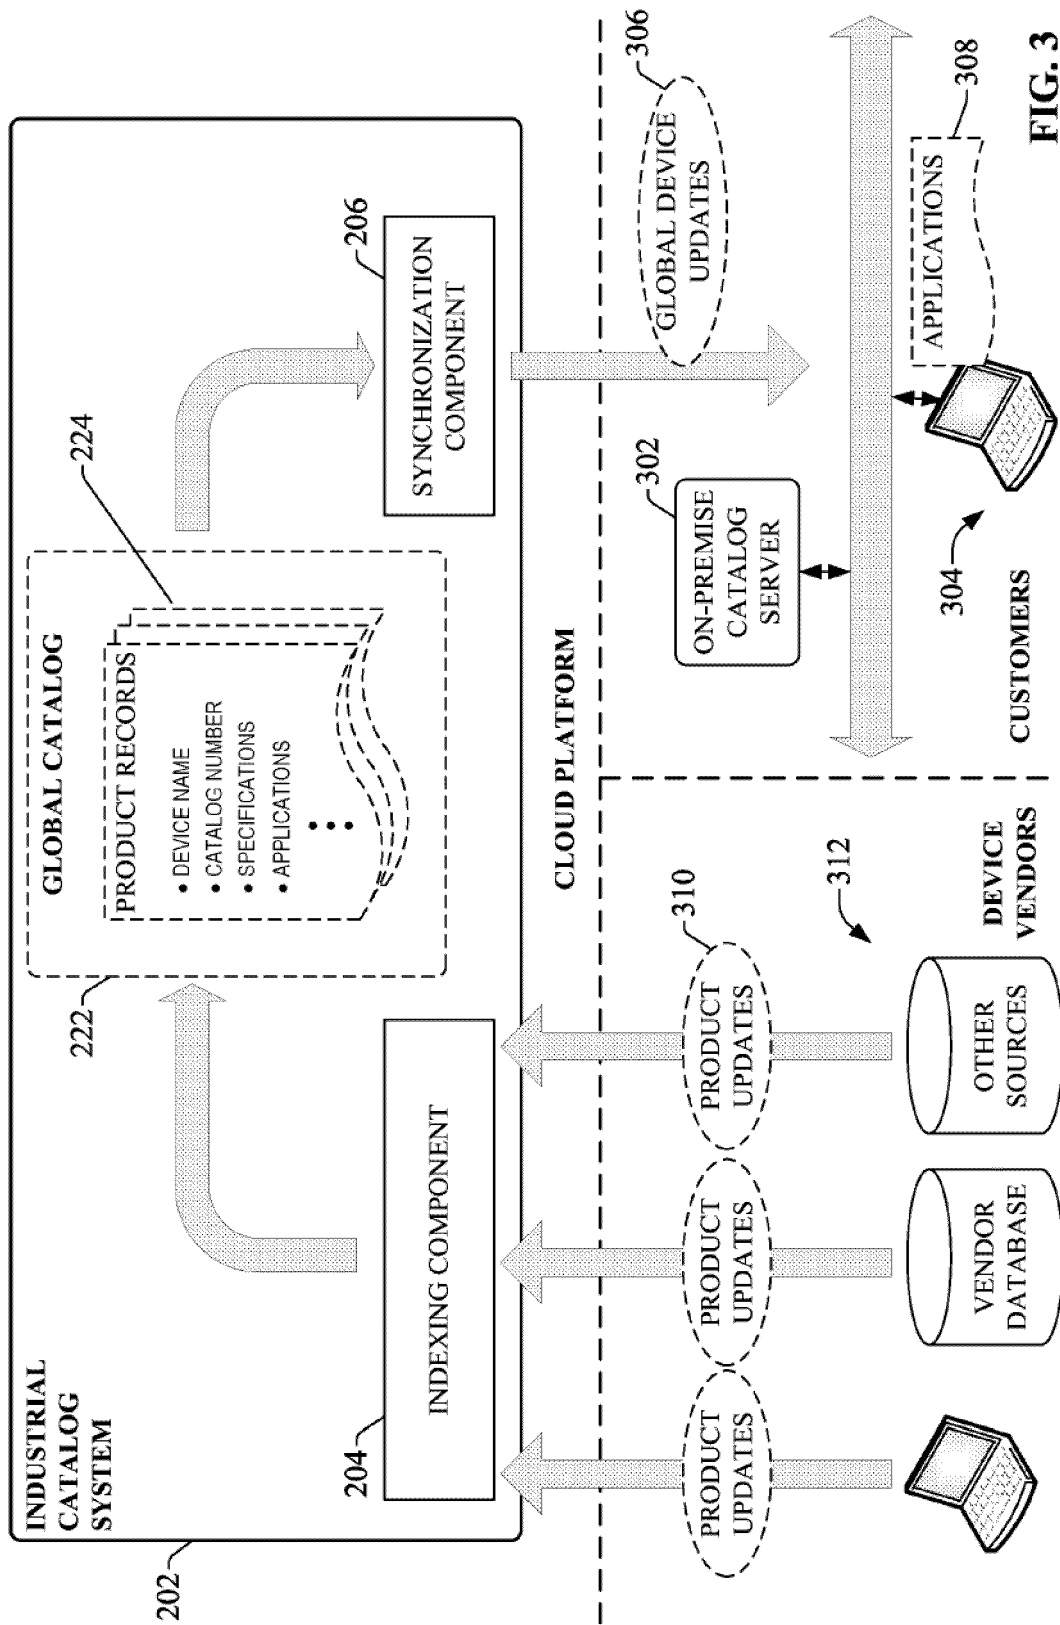 INDUSTRIAL
CATALOG
SYSTEM
202
GLOBAL CATALOG
222
PRODUCT RECORDS
224
• DEVICE NAME
• CATALOG NUMBER
• SPECIFICATIONS
• APPLICATIONS
204
INDEXING COMPONENT
206
SYNCHRONIZATION
COMPONENT
CLOUD PLATFORM
PRODUCT
UPDATES
PRODUCT
UPDATES
PRODUCT
UPDATES
310
312
VENDOR
DATABASE
OTHER
SOURCES
DEVICE
VENDORS
302
ON-PREMISE
CATALOG
SERVER
306
GLOBAL DEVICE
UPDATES
304
APPLICATIONS
308
CUSTOMERS
FIG. 3